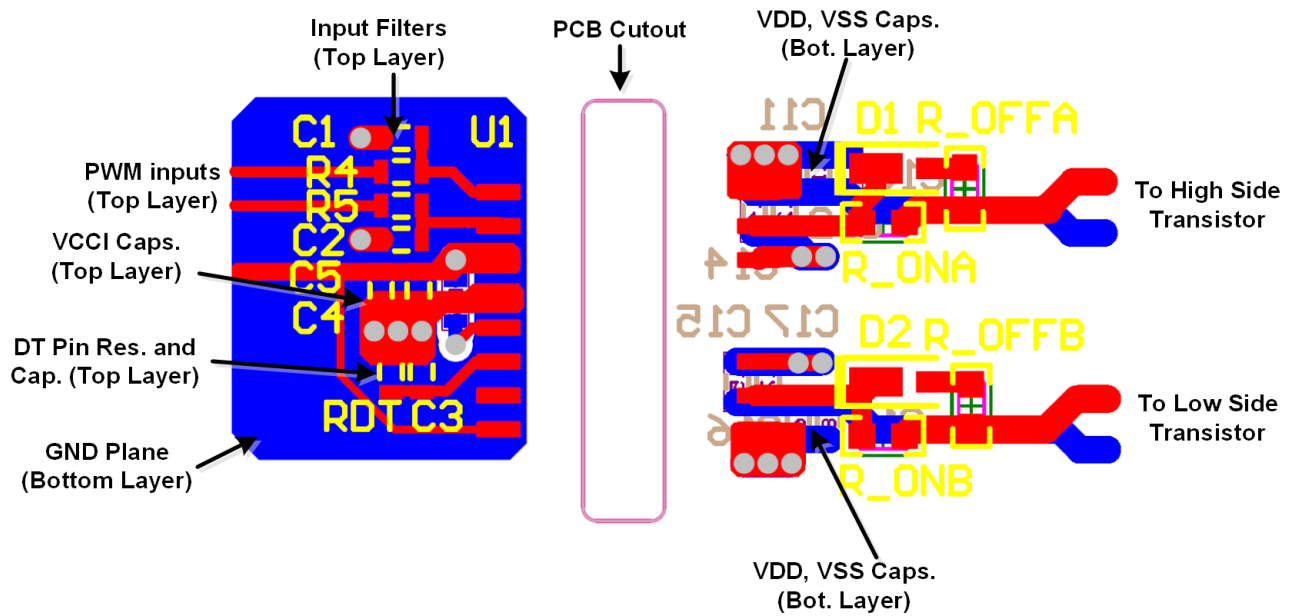 Input Filters
(Top Layer)
PCB Cutout
VDD, VSS Caps.
(Bot. Layer)
C1
U1
C11
D1 R_OFFA
PWM inputs
(Top Layer)
R4
R5
To High Side
Transistor
VCCI Caps.
(Top Layer)
C2
C5
C14
R_ONA
C4
C15 C17
D2 R_OFFB
DT Pin Res. and
Cap. (Top Layer)
RDT C3
To Low Side
Transistor
GND Plane
(Bottom Layer)
R_ONB
VDD, VSS Caps.
(Bot. Layer)